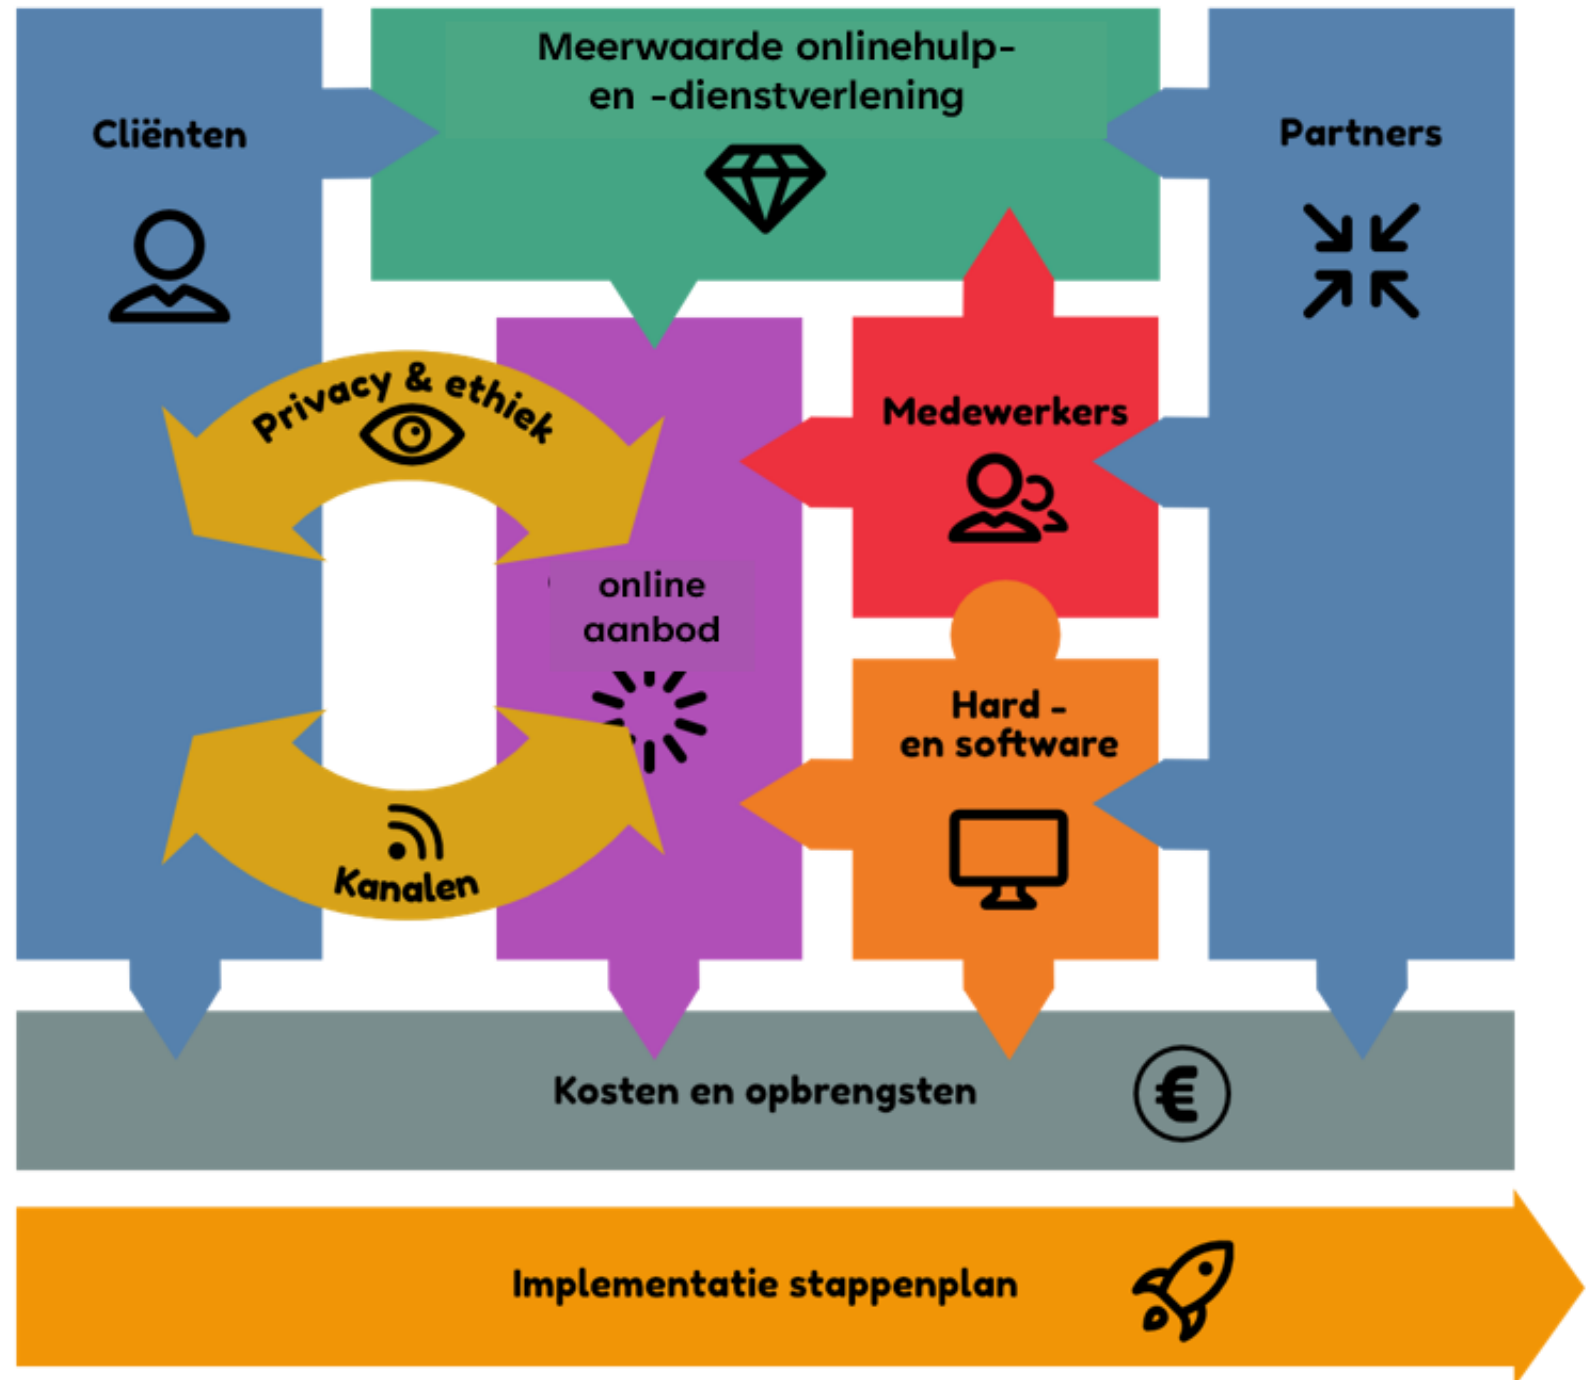 Meerwaarde onlinehulp-
en -dienstverlening
Cliënten
Partners
Privacy & ethiek
Medewerkers
online
aanbod
Hard -
en software
Kanalen
Kosten en opbrengsten
€
Implementatie stappenplan